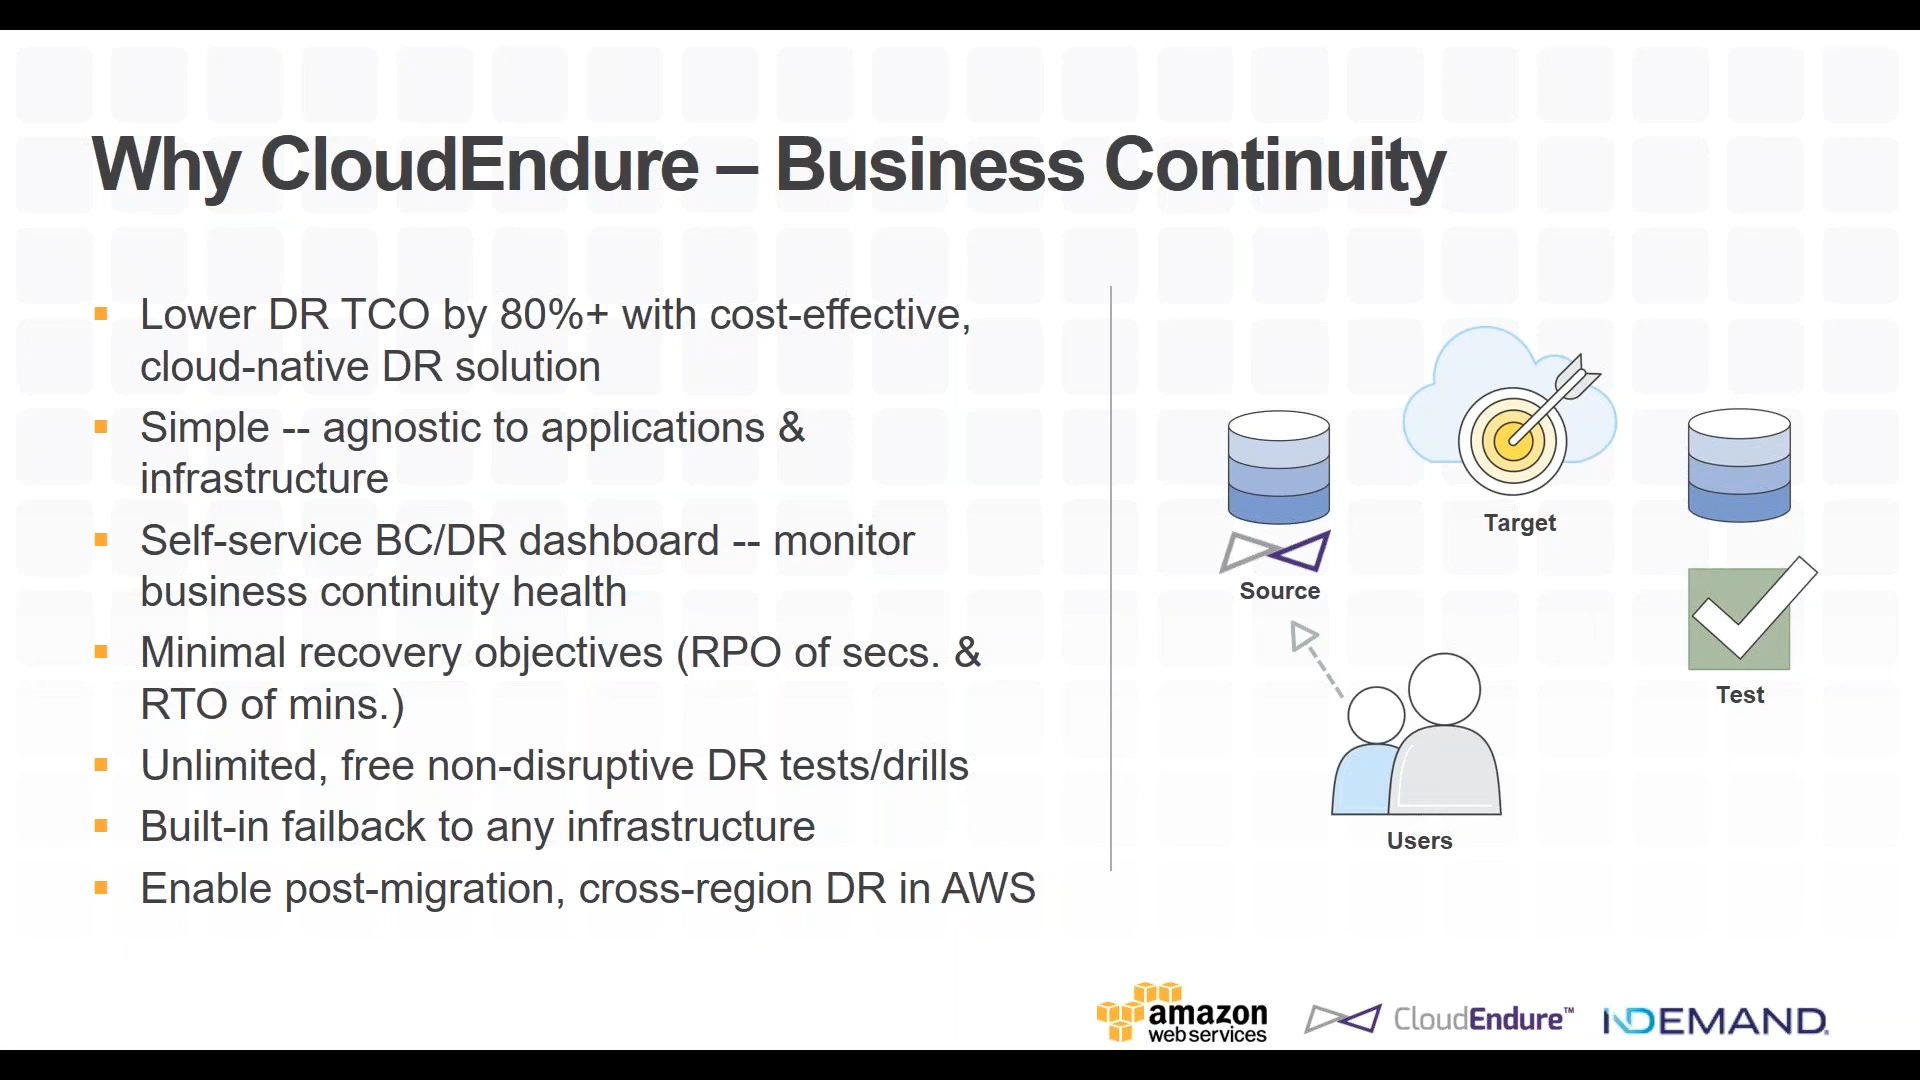 Why CloudEndure – Business Continuity
Lower DR TCO by 80%+ with cost-effective,
cloud-native DR solution
Simple -- agnostic to applications &
infrastructure
Self-service BC/DR dashboard -- monitor
business continuity health
Minimal recovery objectives (RPO of secs. &
RTO of mins.)
Unlimited, free non-disruptive DR tests/drills
Built-in failback to any infrastructure
Enable post-migration, cross-region DR in AWS
Target
Source
Test
Users
amazon
web services
CloudEndure™
INDEMAND